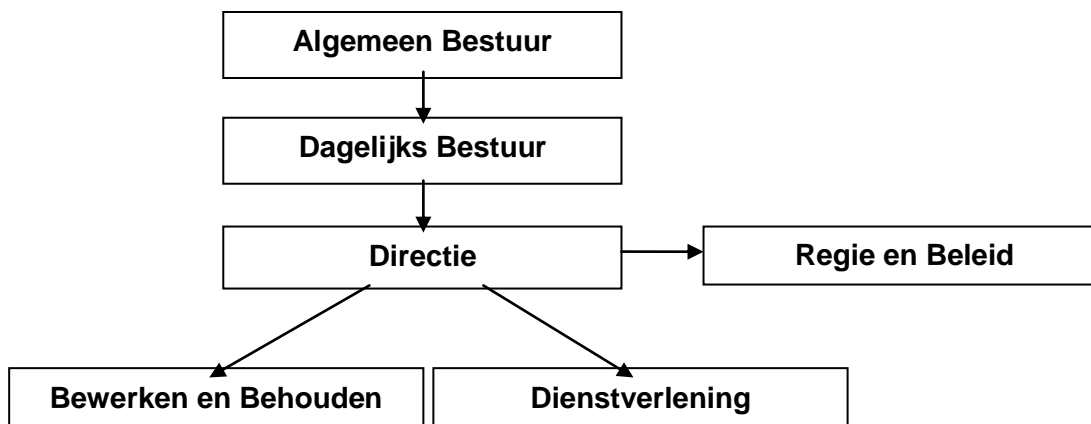 Algemeen Bestuur
Dagelijks Bestuur
Directie
Regie en Beleid
Bewerken en Behouden
Dienstverlening